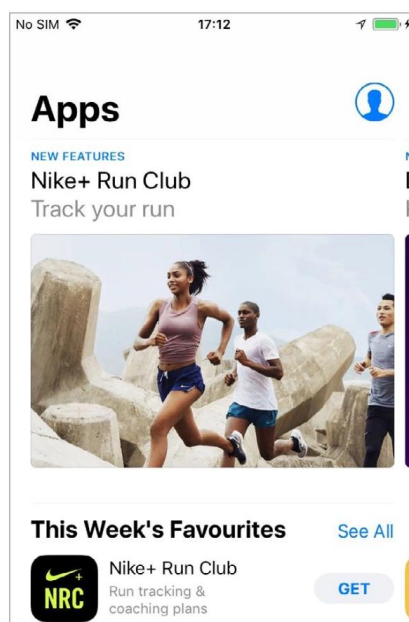 No SIM 17:12
Apps
NEW FEATURES
Nike+ Run Club
Track your run
This Week's Favourites See All
NRC
Nike+ Run Club
Run tracking &
coaching plans
GET